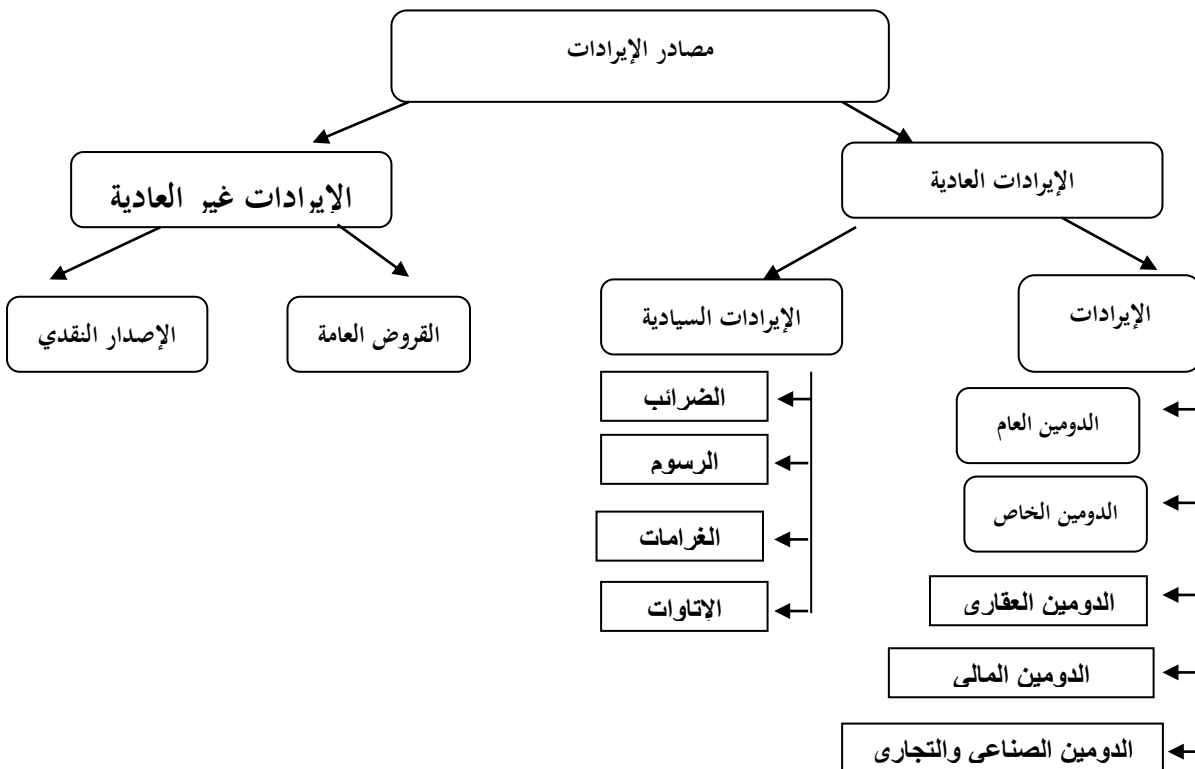 مصادر الإيرادات
الإيرادات العادية
الإيرادات غير العادية
الإيرادات
الإيرادات السيادية
القروض العامة
الإصدار النقدي
الدومين العام
الدومين الخاص
الدومين العقارى
الدومين المالى
الدومين الصناعى والتجارى
الضرائب
الرسوم
الغرامات
الإتاوات